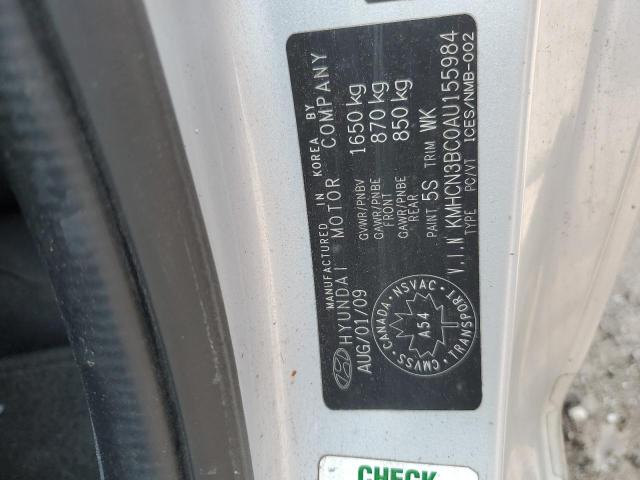 MANUFACTURED IN KOREA BY
HYUNDAI MOTOR COMPANY
AUG/01/09
GVWR/PNBV 1650 kg
GAWR/PNBE FRONT 870 kg
GAWR/PNBE REAR 850 kg
PAINT 5S TRIM WK
V.I.N KMHCN3BC0AU155984
TYPE PC/VT ICES/NMB-002
CANADA NSVAC TRANSPORT CMVSS
A54
CHECK